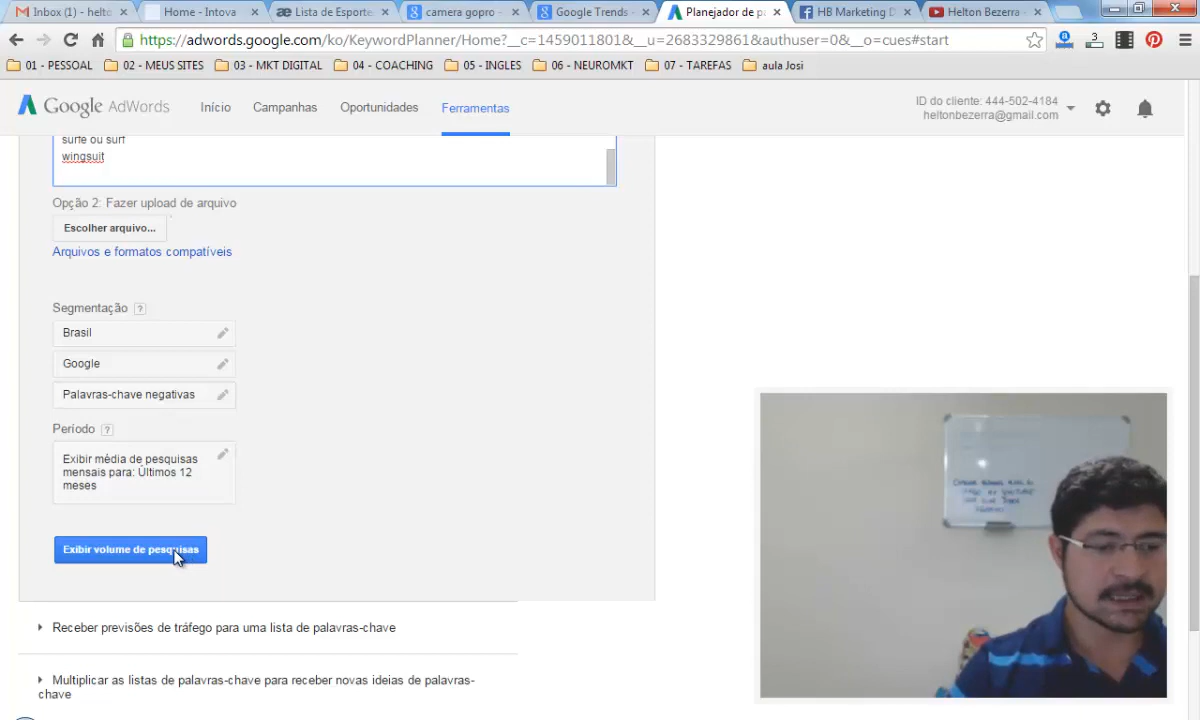 Inbox (1) - helto
Home - Intova
Lista de Esporte
camera gopro -
Google Trends -
Planejador de pa
HB Marketing D
Helton Bezerra -
https://adwords.google.com/ko/KeywordPlanner/Home?__c=1459011801&__u=2683329861&authuser=0&__o=cues#start
01 - PESSOAL
02 - MEUS SITES
03 - MKT DIGITAL
04 - COACHING
05 - INGLES
06 - NEUROMKT
07 - TAREFAS
aula Josi
Google AdWords
Início
Campanhas
Oportunidades
Ferramentas
ID do cliente: 444-502-4184
heltonbezerra@gmail.com
surfe ou surf
wingsuit
Opção 2: Fazer upload de arquivo
Escolher arquivo...
Arquivos e formatos compatíveis
Segmentação ?
Brasil
Google
Palavras-chave negativas
Período ?
Exibir média de pesquisas
mensais para: Últimos 12
meses
Exibir volume de pesquisas
Receber previsões de tráfego para uma lista de palavras-chave
Multiplicar as listas de palavras-chave para receber novas ideias de palavras-
chave